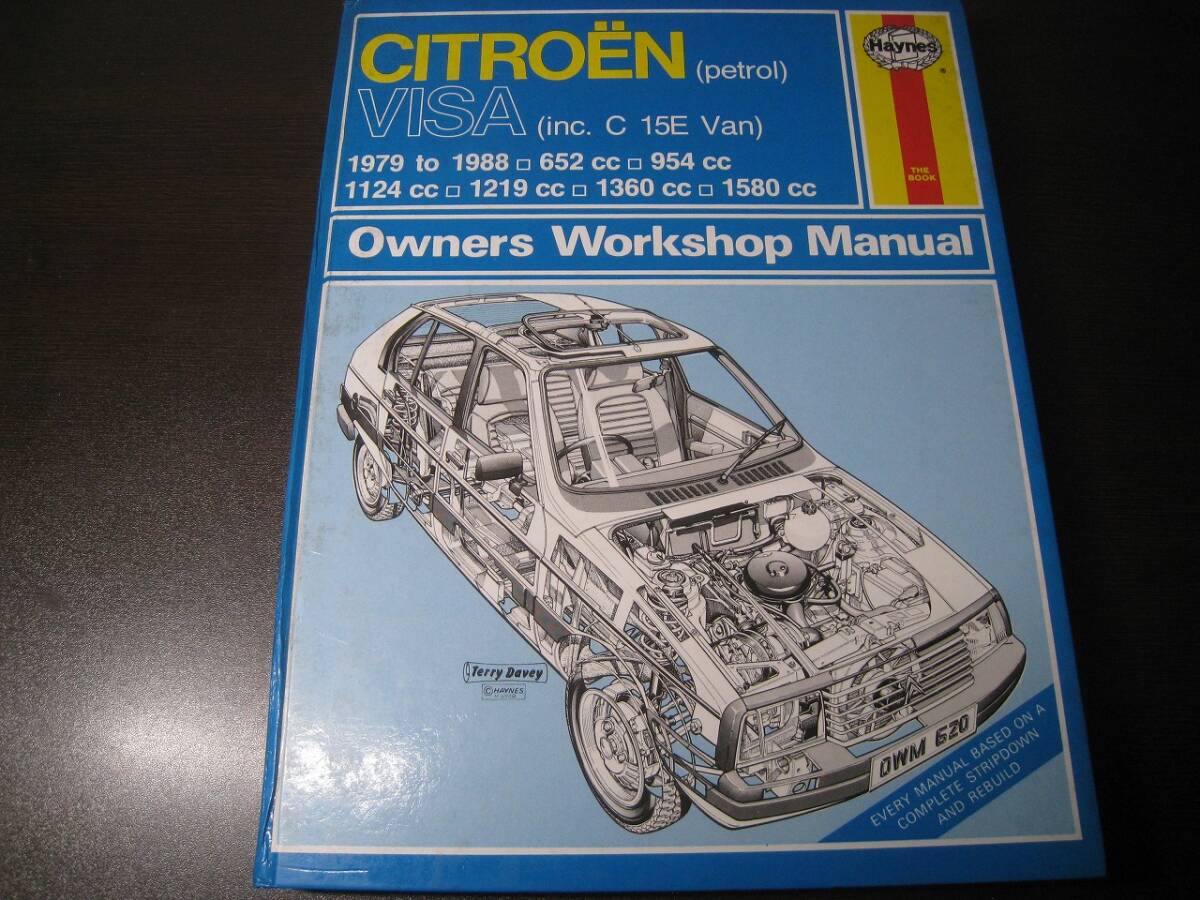 CITROËN (petrol)
VISA (inc. C 15E Van)
1979 to 1988 □ 652 cc □ 954 cc
1124 cc □ 1219 cc □ 1360 cc □ 1580 cc
Haynes
®
THE
BOOK
Owners Workshop Manual
Terry Davey
© HAYNES
OWM 620
EVERY MANUAL BASED ON A
COMPLETE STRIPDOWN
AND REBUILD